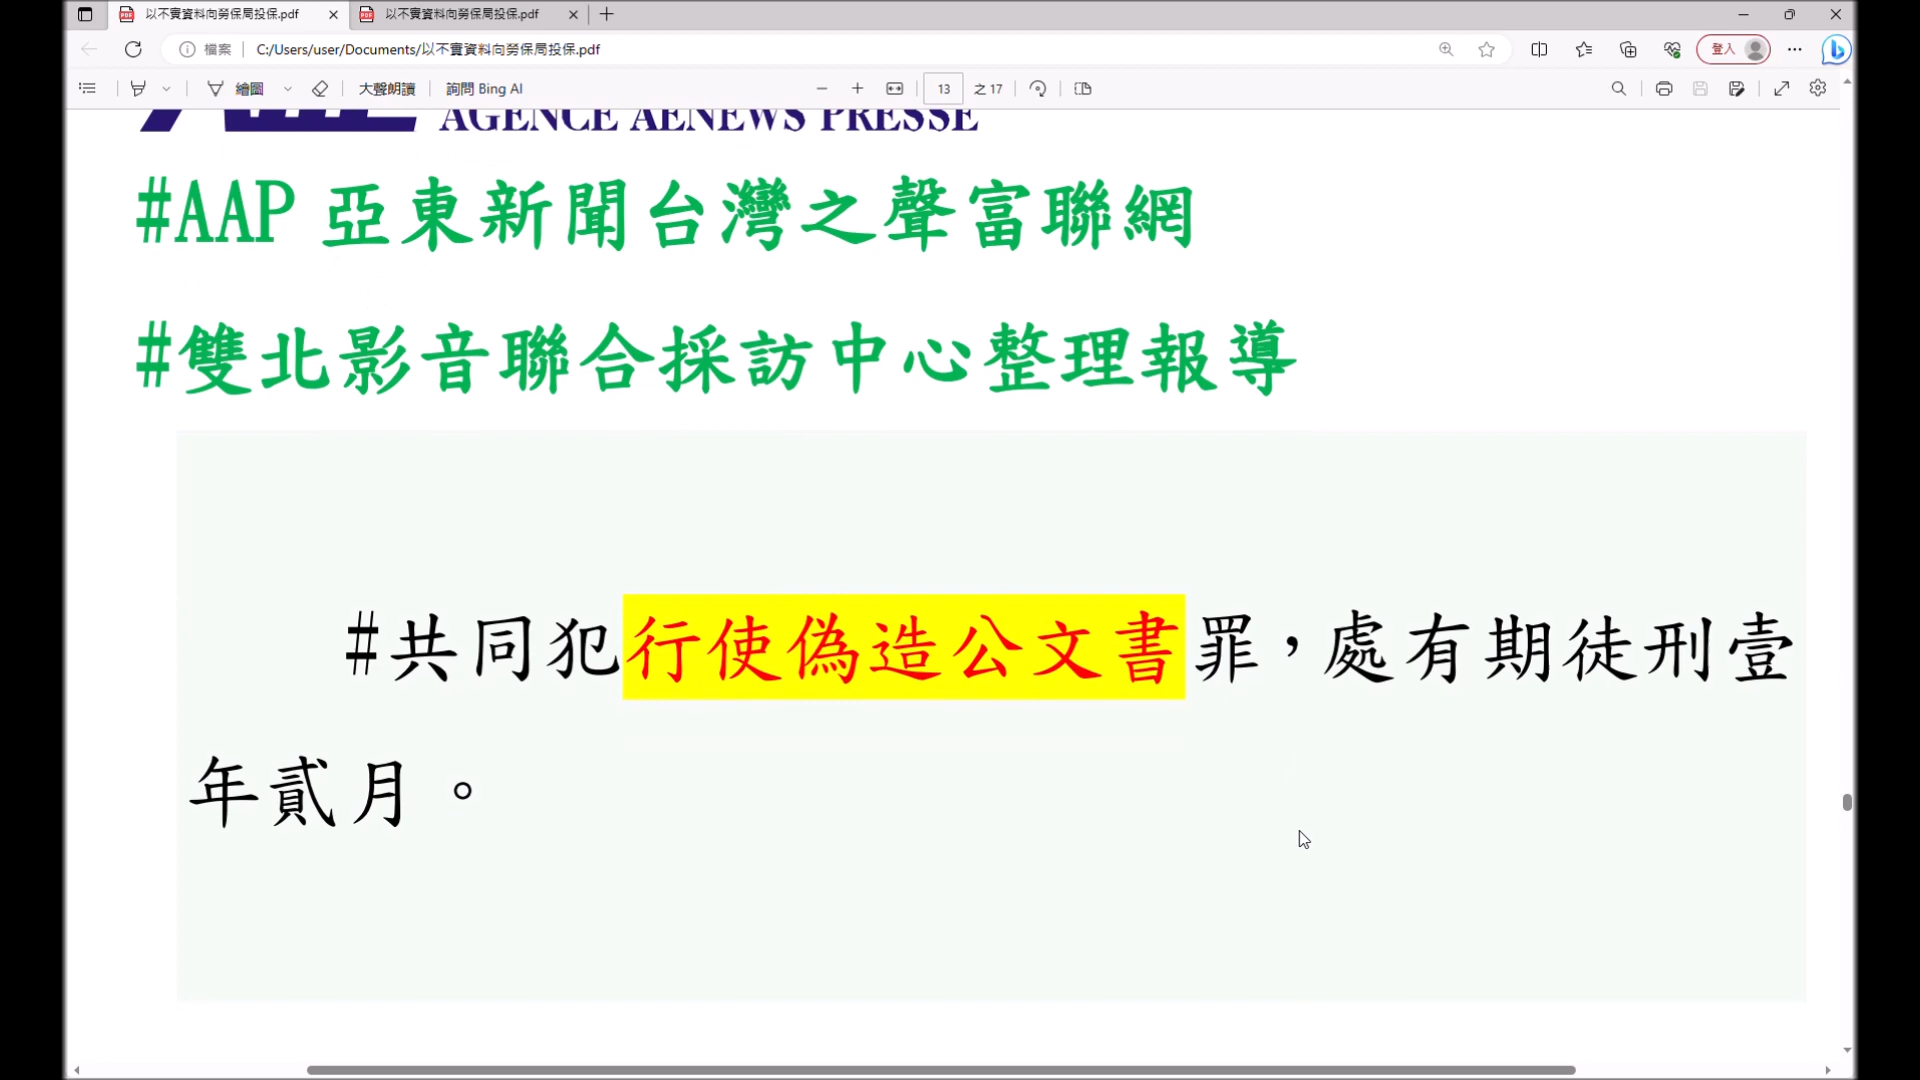 以不實資料向勞保局投保.pdf
以不實資料向勞保局投保.pdf
檔案
C:/Users/user/Documents/以不實資料向勞保局投保.pdf
登入
繪圖
大聲朗讀
詢問 Bing AI
13
之 17
AGENCE AENEWS PRESSE
#AAP 亞東新聞台灣之聲富聯網
#雙北影音聯合採訪中心整理報導
#共同犯行使偽造公文書罪，處有期徒刑壹
年貳月。